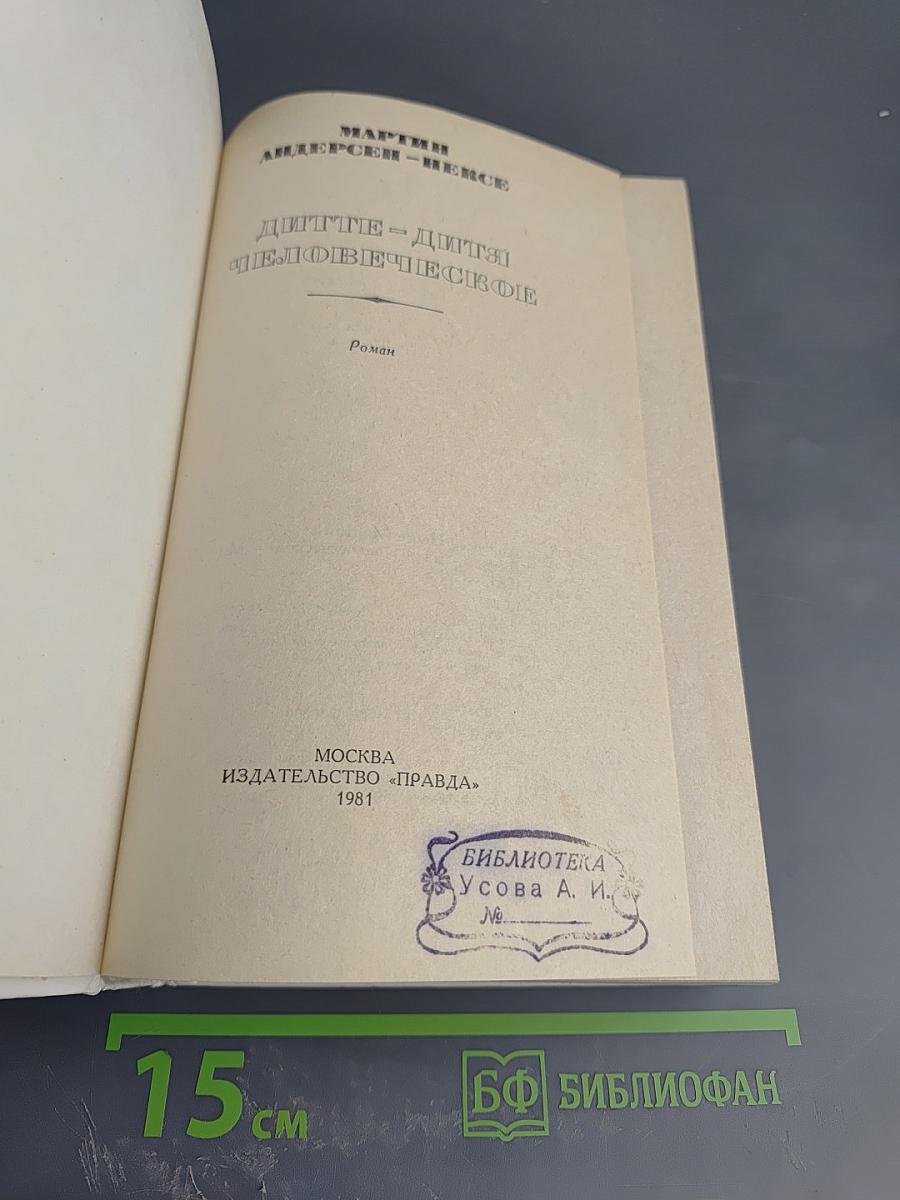 МАРТИН
АНДЕРСЕН-НЕКСЕ
ДИТТЕ-ДИТЯ
ЧЕЛОВЕЧЕСКОЕ
Роман
МОСКВА
ИЗДАТЕЛЬСТВО «ПРАВДА»
1981
БИБЛИОТЕКА
Усова А. И.
№
15 см
БФ БИБЛИОФАН